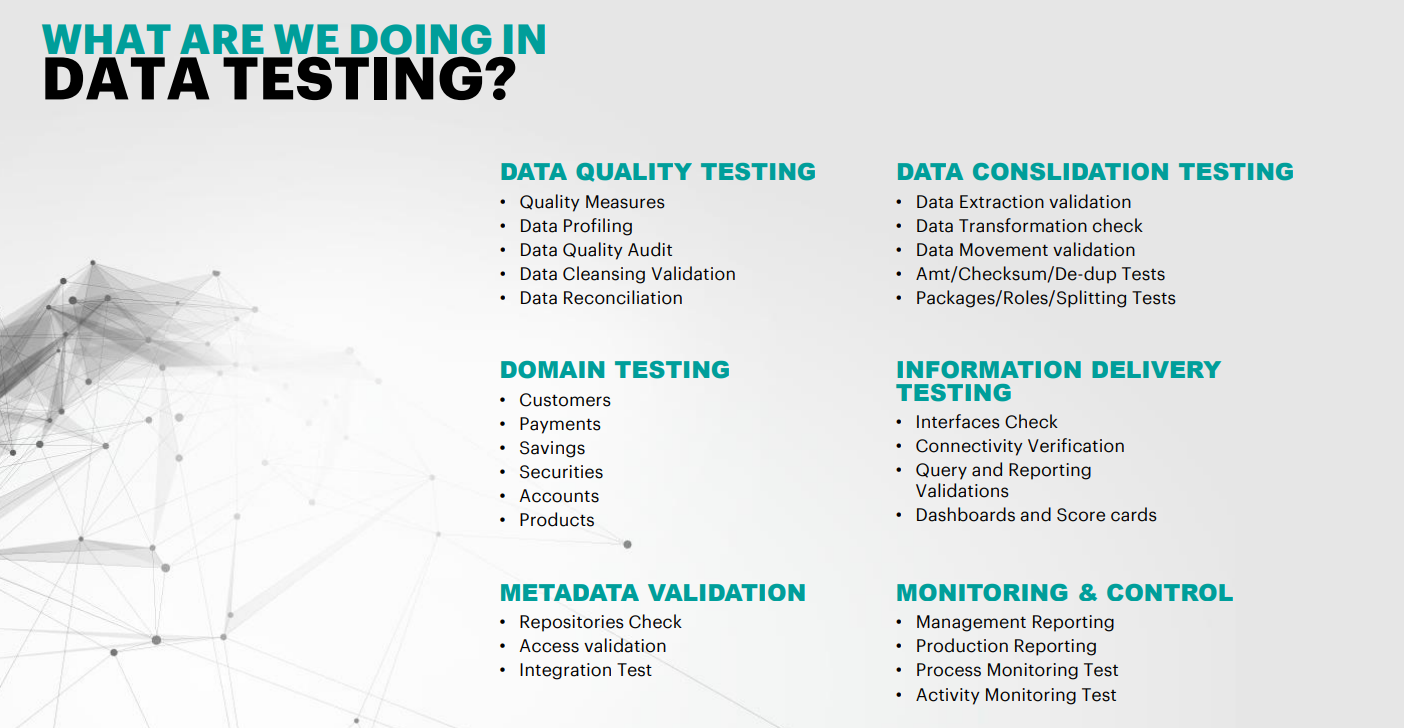 WHAT ARE WE DOING IN
DATA TESTING?
DATA QUALITY TESTING
• Quality Measures
• Data Profiling
• Data Quality Audit
• Data Cleansing Validation
• Data Reconciliation
DATA CONSLIDATION TESTING
• Data Extraction validation
• Data Transformation check
• Data Movement validation
• Amt/Checksum/De-dup Tests
• Packages/Roles/Splitting Tests
DOMAIN TESTING
• Customers
• Payments
• Savings
• Securities
• Accounts
• Products
INFORMATION DELIVERY
TESTING
• Interfaces Check
• Connectivity Verification
• Query and Reporting
Validations
• Dashboards and Score cards
METADATA VALIDATION
• Repositories Check
• Access validation
• Integration Test
MONITORING & CONTROL
• Management Reporting
• Production Reporting
• Process Monitoring Test
• Activity Monitoring Test